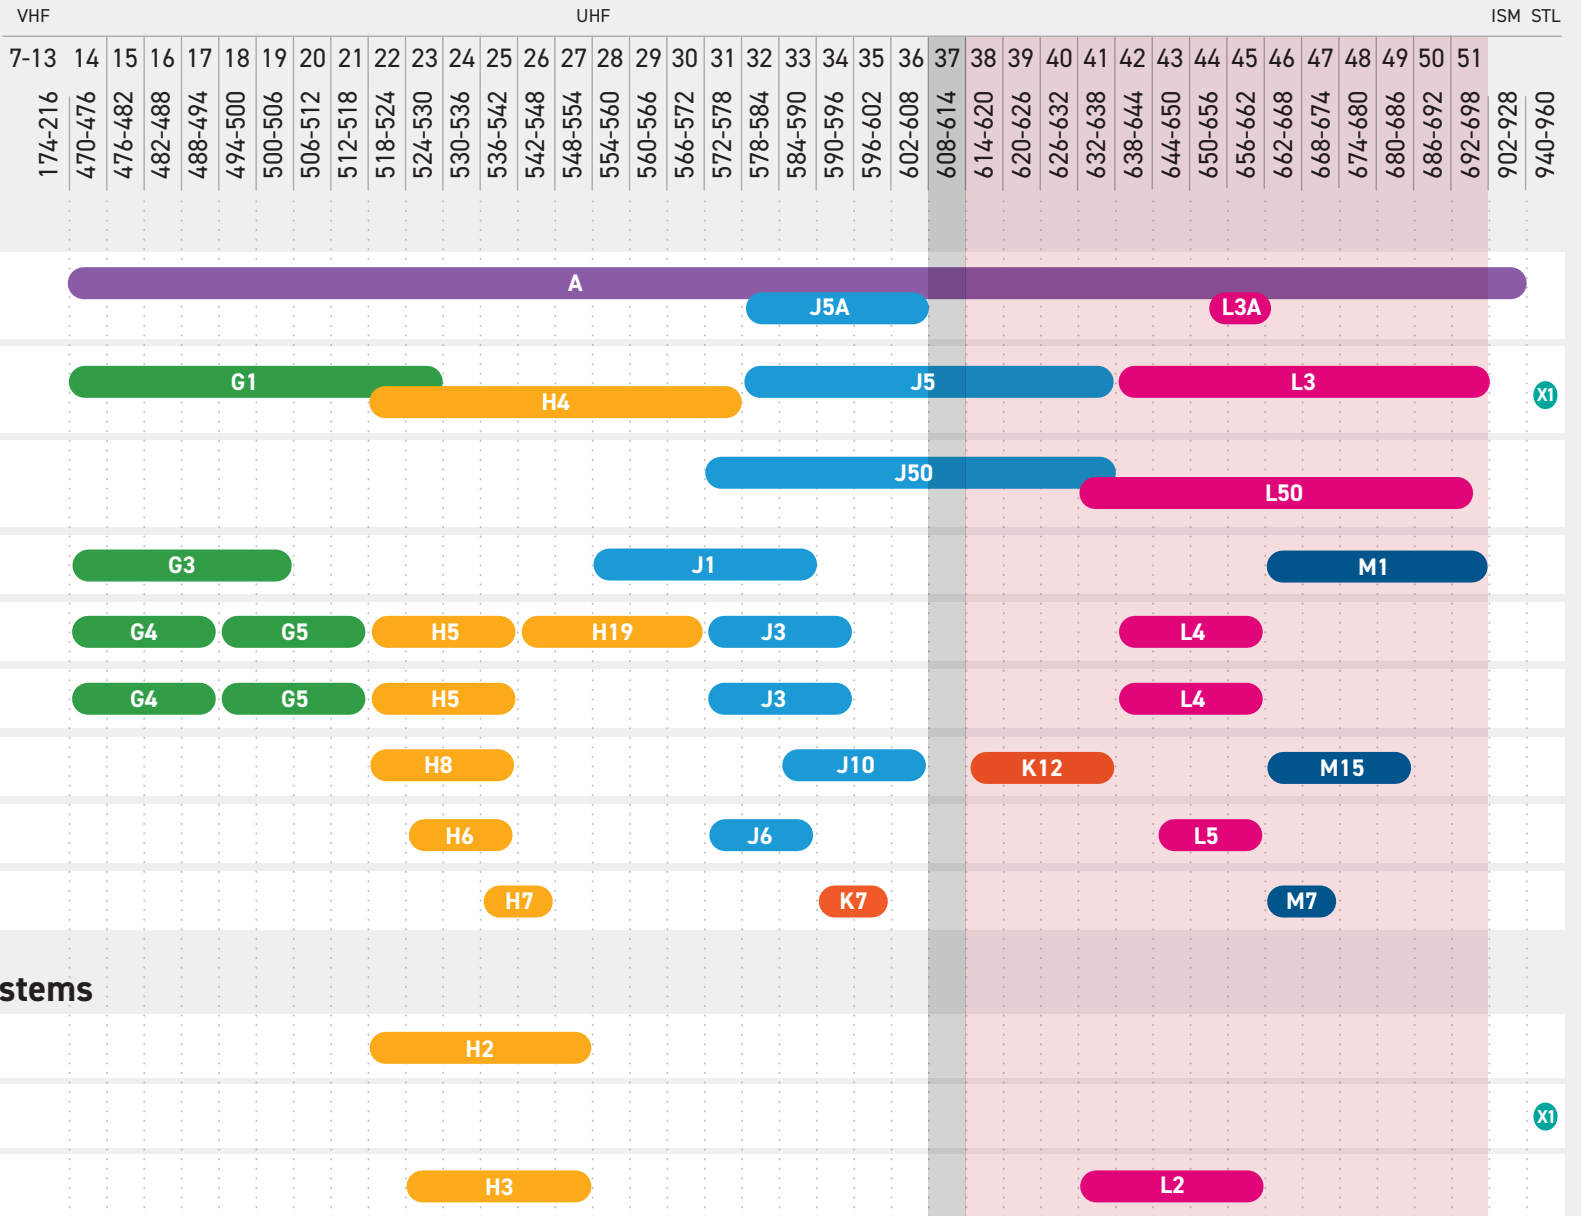 VHF UHF ISM STL
7-13 14 15 16 17 18 19 20 21 22 23 24 25 26 27 28 29 30 31 32 33 34 35 36 37 38 39 40 41 42 43 44 45 46 47 48 49 50 51
174-216 470-476 476-482 482-488 488-494 494-500 500-506 506-512 512-518 518-524 524-530 530-536 536-542 542-548 548-554 554-560 560-566 566-572 572-578 578-584 584-590 590-596 596-602 602-608 608-614 614-620 620-626 626-632 632-638 638-644 644-650 650-656 656-662 662-668 668-674 674-680 680-686 686-692 692-698 902-928 940-960
A
J5A L3A
G1 J5 L3 X1
H4
J50
L50
G3 J1 M1
G4 G5 H5 H19 J3 L4
G4 G5 H5 J3 L4
H8 J10 K12 M15
H6 J6 L5
H7 K7 M7
stems
H2
X1
H3 L2